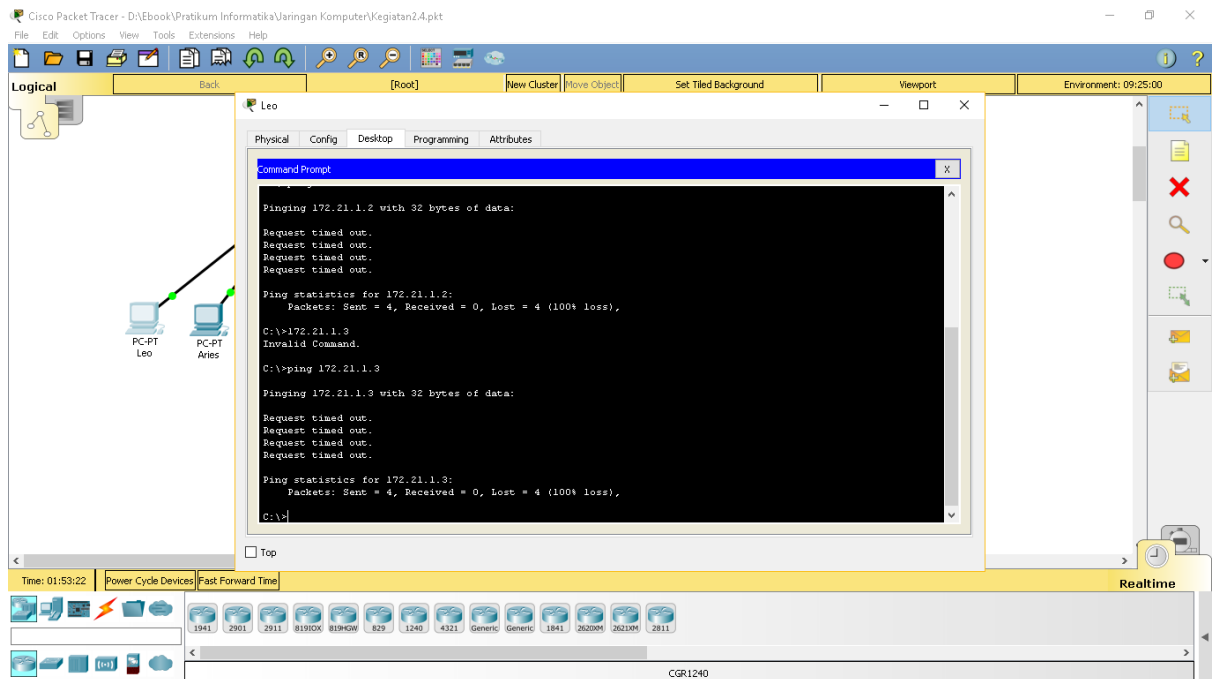 Cisco Packet Tracer - D:\Ebook\Pratikum Informatika\Jaringan Komputer\Kegiatan2.4.pkt
File Edit Options View Tools Extensions Help
Logical Back [Root] New Cluster Move Object Set Tiled Background Viewport Environment: 09:25:00
Leo
Physical Config Desktop Programming Attributes
Command Prompt X
Pinging 172.21.1.2 with 32 bytes of data:
Request timed out.
Request timed out.
Request timed out.
Request timed out.
Ping statistics for 172.21.1.2:
Packets: Sent = 4, Received = 0, Lost = 4 (100% loss),
C:\>172.21.1.3
Invalid Command.
C:\>ping 172.21.1.3
Pinging 172.21.1.3 with 32 bytes of data:
Request timed out.
Request timed out.
Request timed out.
Request timed out.
Ping statistics for 172.21.1.3:
Packets: Sent = 4, Received = 0, Lost = 4 (100% loss),
C:\>
Top
PC-PT
Leo
PC-PT
Aries
Time: 01:53:22 Power Cycle Devices Fast Forward Time Realtime
1941 2901 2911 819IOX 819HGW 829 1240 4321 Generic Generic 1841 2620XM 2621XM 2811
CGR1240